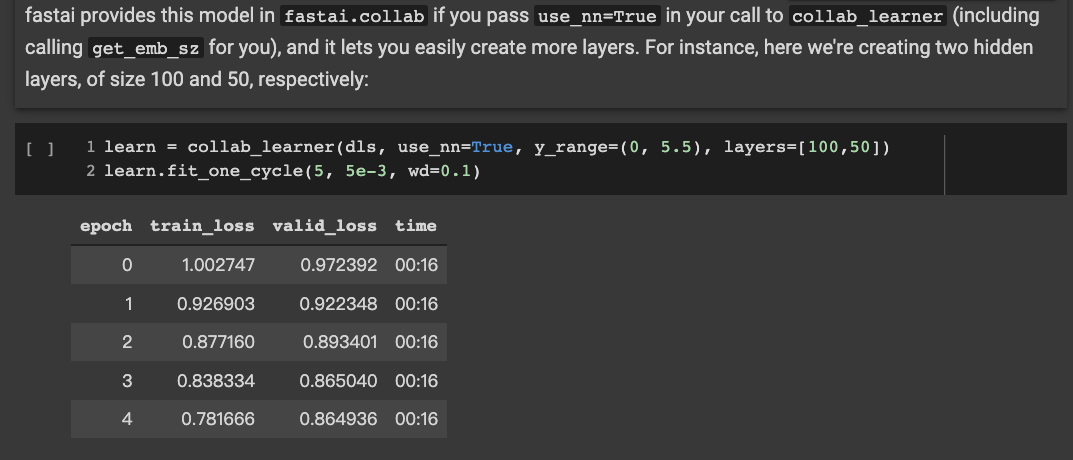 fastai provides this model in fastai.collab if you pass use_nn=True in your call to collab_learner (including
calling get_emb_sz for you), and it lets you easily create more layers. For instance, here we're creating two hidden
layers, of size 100 and 50, respectively:
[ ] 1 learn = collab_learner(dls, use_nn=True, y_range=(0, 5.5), layers=[100,50])
2 learn.fit_one_cycle(5, 5e-3, wd=0.1)
epoch train_loss valid_loss time
0 1.002747 0.972392 00:16
1 0.926903 0.922348 00:16
2 0.877160 0.893401 00:16
3 0.838334 0.865040 00:16
4 0.781666 0.864936 00:16